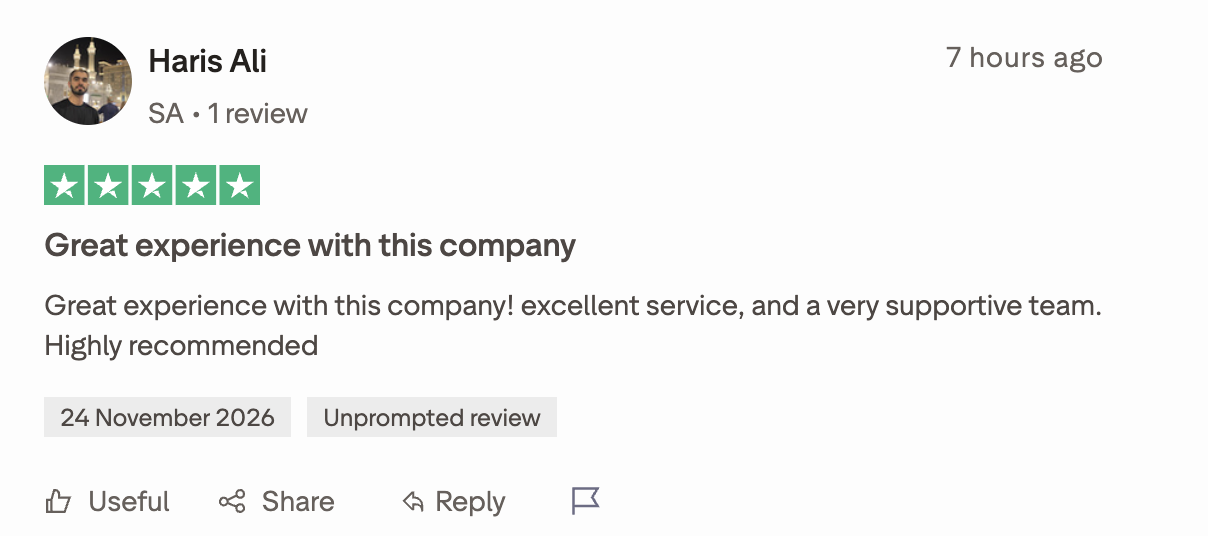 Haris Ali
7 hours ago
SA • 1 review
Great experience with this company
Great experience with this company! excellent service, and a very supportive team.
Highly recommended
24 November 2026
Unprompted review
Useful
Share
Reply